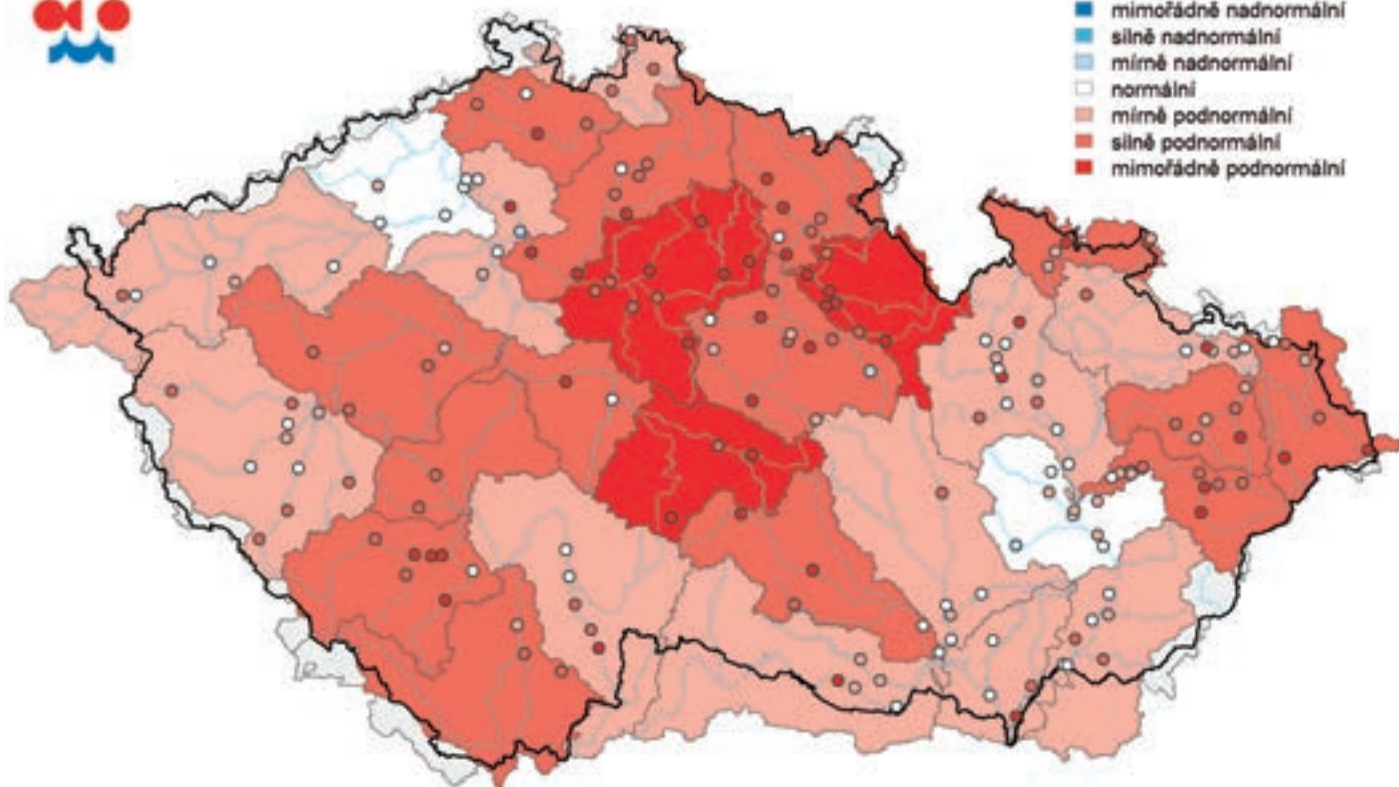 mimořádně nadnormální
silně nadnormální
mírně nadnormální
normální
mírně podnormální
silně podnormální
mimořádně podnormální